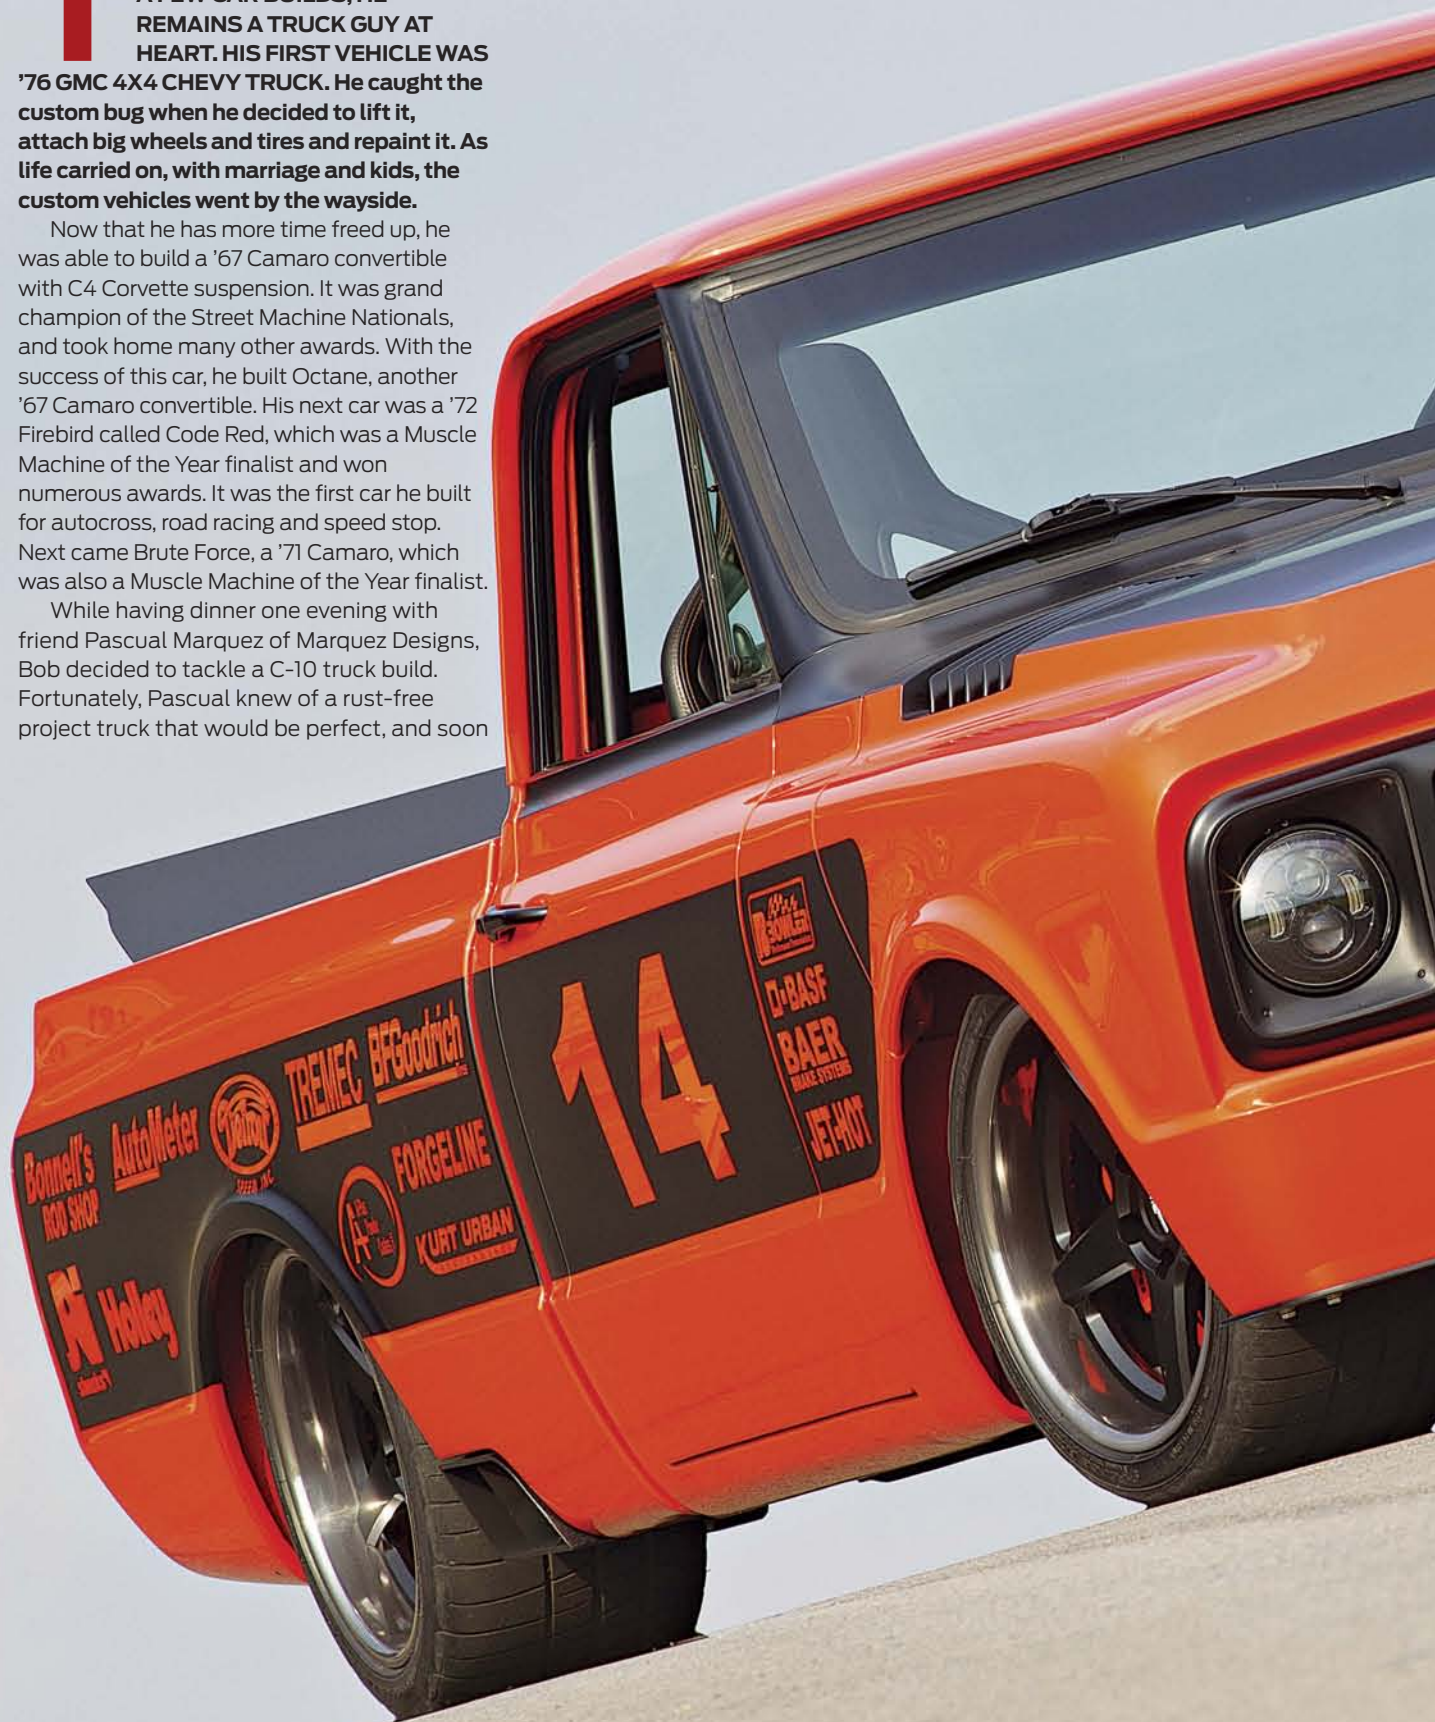 REMAINS A TRUCK GUY AT
HEART. HIS FIRST VEHICLE WAS
’76 GMC 4X4 CHEVY TRUCK. He caught the
custom bug when he decided to lift it,
attach big wheels and tires and repaint it. As
life carried on, with marriage and kids, the
custom vehicles went by the wayside.
Now that he has more time freed up, he
was able to build a ’67 Camaro convertible
with C4 Corvette suspension. It was grand
champion of the Street Machine Nationals,
and took home many other awards. With the
success of this car, he built Octane, another
’67 Camaro convertible. His next car was a ’72
Firebird called Code Red, which was a Muscle
Machine of the Year finalist and won
numerous awards. It was the first car he built
for autocross, road racing and speed stop.
Next came Brute Force, a ’71 Camaro, which
was also a Muscle Machine of the Year finalist.
While having dinner one evening with
friend Pascual Marquez of Marquez Designs,
Bob decided to tackle a C-10 truck build.
Fortunately, Pascual knew of a rust-free
project truck that would be perfect, and soon
Bonnell's
ROD SHOP
AutoMeter
Detroit
SPEED INC.
TREMEC
BFGoodrich
FORGELINE
KURT URBAN
Holley
14
BOWLER
BASF
BAER
BRAKE SYSTEMS
JET-HOT